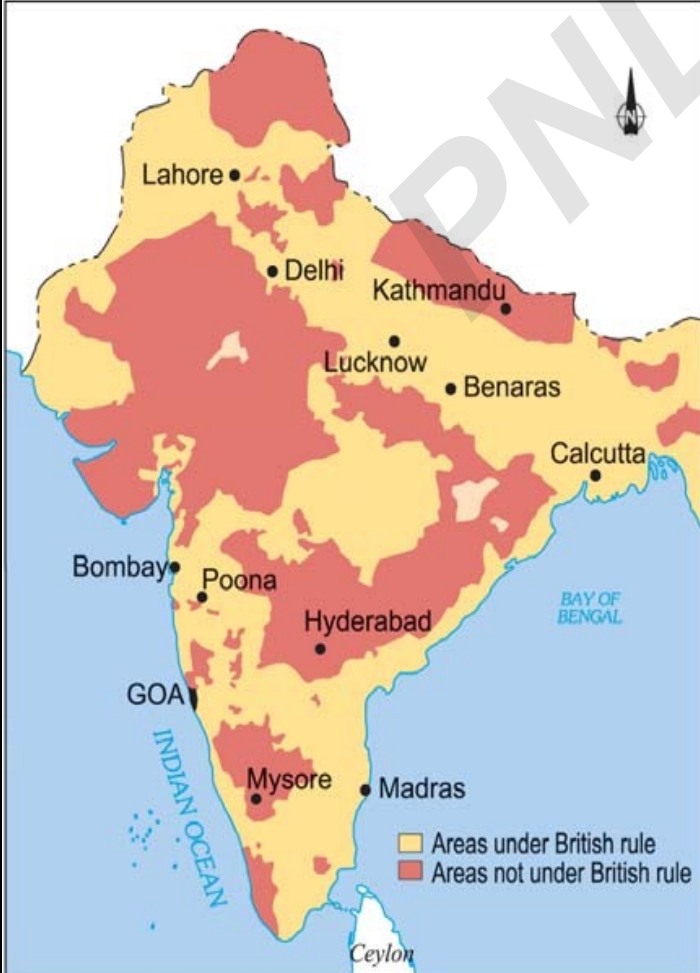 PNL
N
Lahore
Delhi
Kathmandu
Lucknow
Benaras
Calcutta
Bombay
Poona
BAY OF
BENGAL
Hyderabad
GOA
INDIAN OCEAN
Mysore
Madras
Areas under British rule
Areas not under British rule
Ceylon